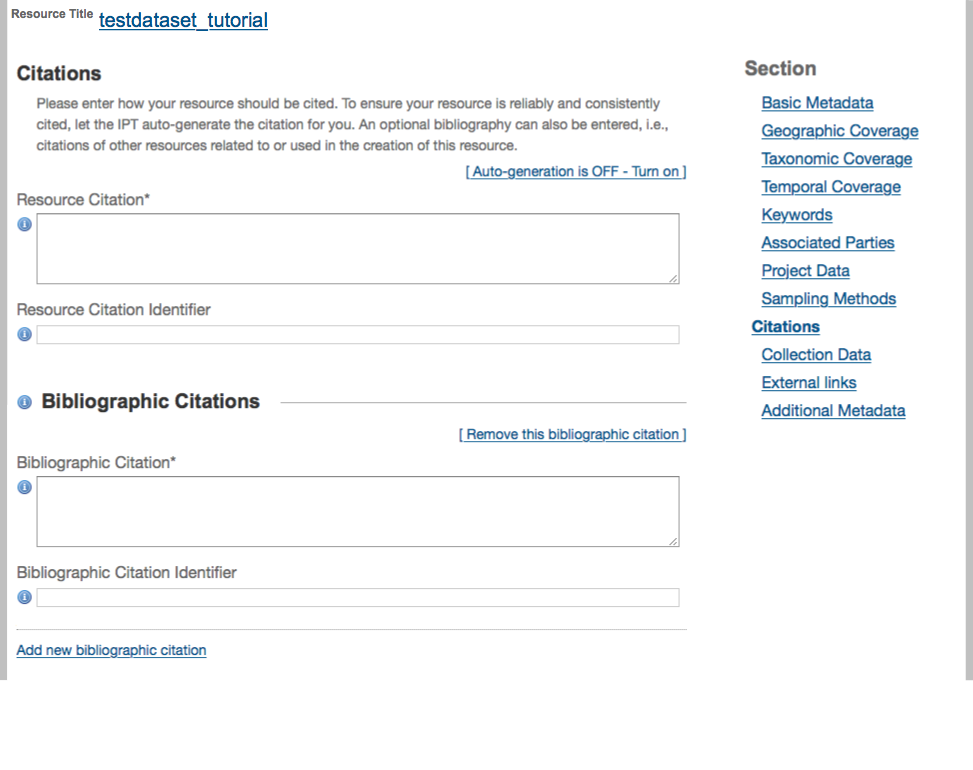 Resource Title testdataset_tutorial
Citations
Please enter how your resource should be cited. To ensure your resource is reliably and consistently
cited, let the IPT auto-generate the citation for you. An optional bibliography can also be entered, i.e.,
citations of other resources related to or used in the creation of this resource.
[ Auto-generation is OFF - Turn on ]
Resource Citation*
Resource Citation Identifier
Bibliographic Citations
[ Remove this bibliographic citation ]
Bibliographic Citation*
Bibliographic Citation Identifier
Add new bibliographic citation
Section
Basic Metadata
Geographic Coverage
Taxonomic Coverage
Temporal Coverage
Keywords
Associated Parties
Project Data
Sampling Methods
Citations
Collection Data
External links
Additional Metadata